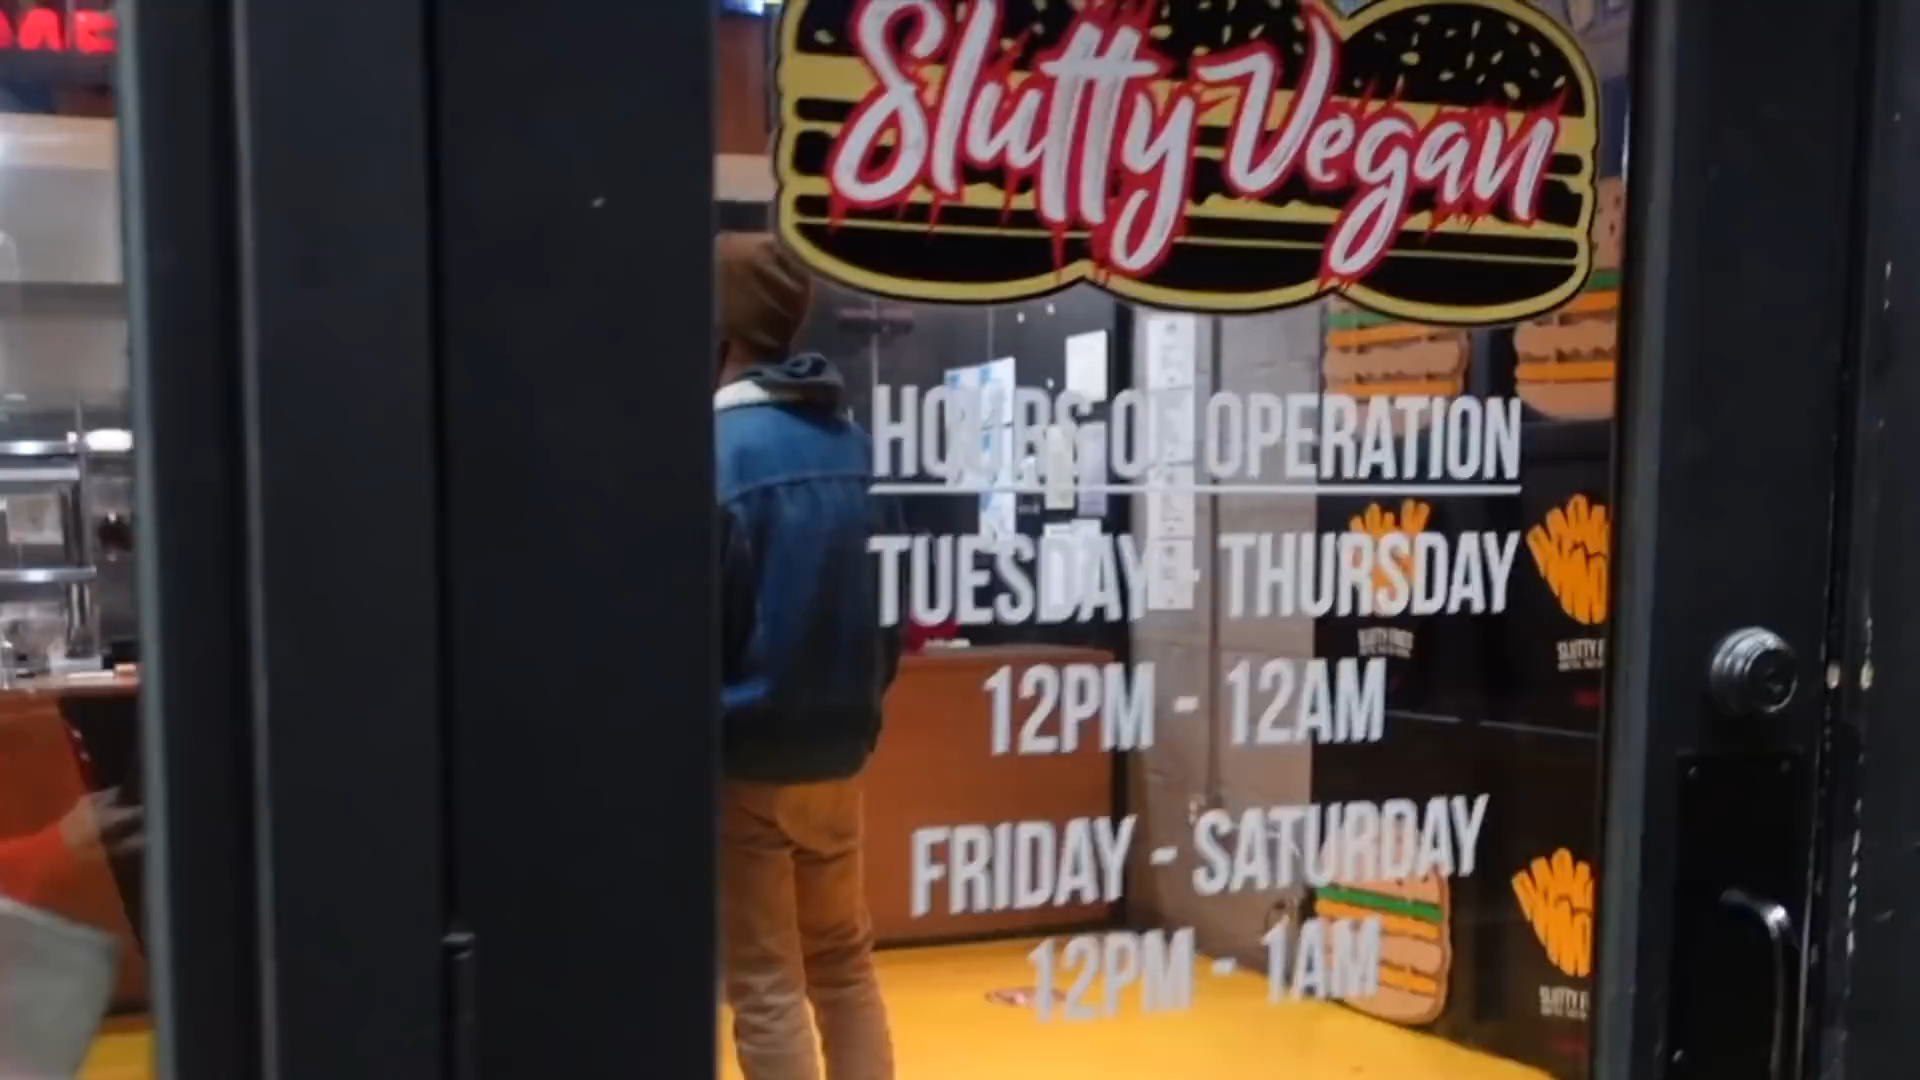 Slutty Vegan
HOURS OF OPERATION
TUESDAY - THURSDAY
12PM - 12AM
FRIDAY - SATURDAY
12PM - 1AM